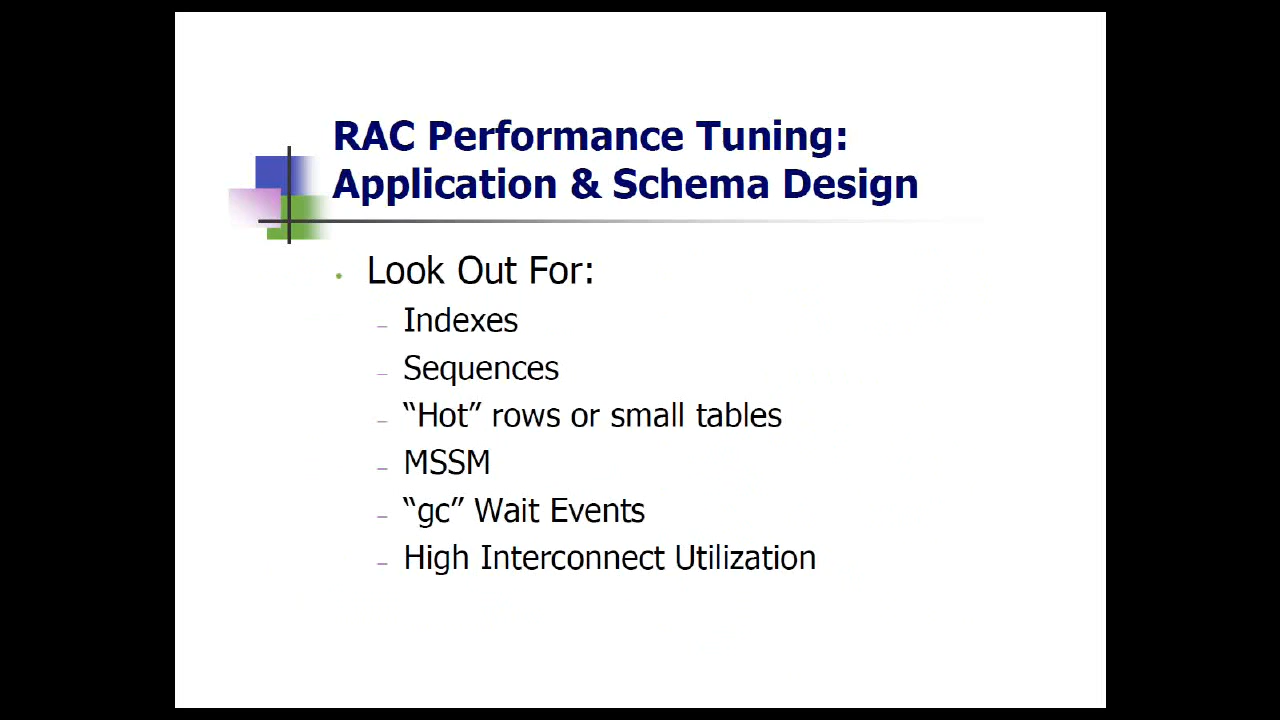 RAC Performance Tuning:
Application & Schema Design
• Look Out For:
– Indexes
– Sequences
– “Hot” rows or small tables
– MSSM
– “gc” Wait Events
– High Interconnect Utilization